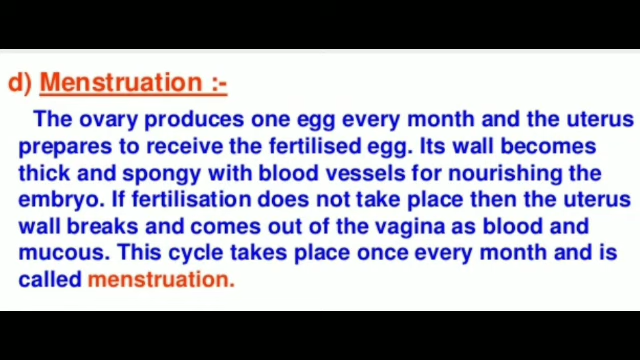 d) Menstruation :-
The ovary produces one egg every month and the uterus
prepares to receive the fertilised egg. Its wall becomes
thick and spongy with blood vessels for nourishing the
embryo. If fertilisation does not take place then the uterus
wall breaks and comes out of the vagina as blood and
mucous. This cycle takes place once every month and is
called menstruation.